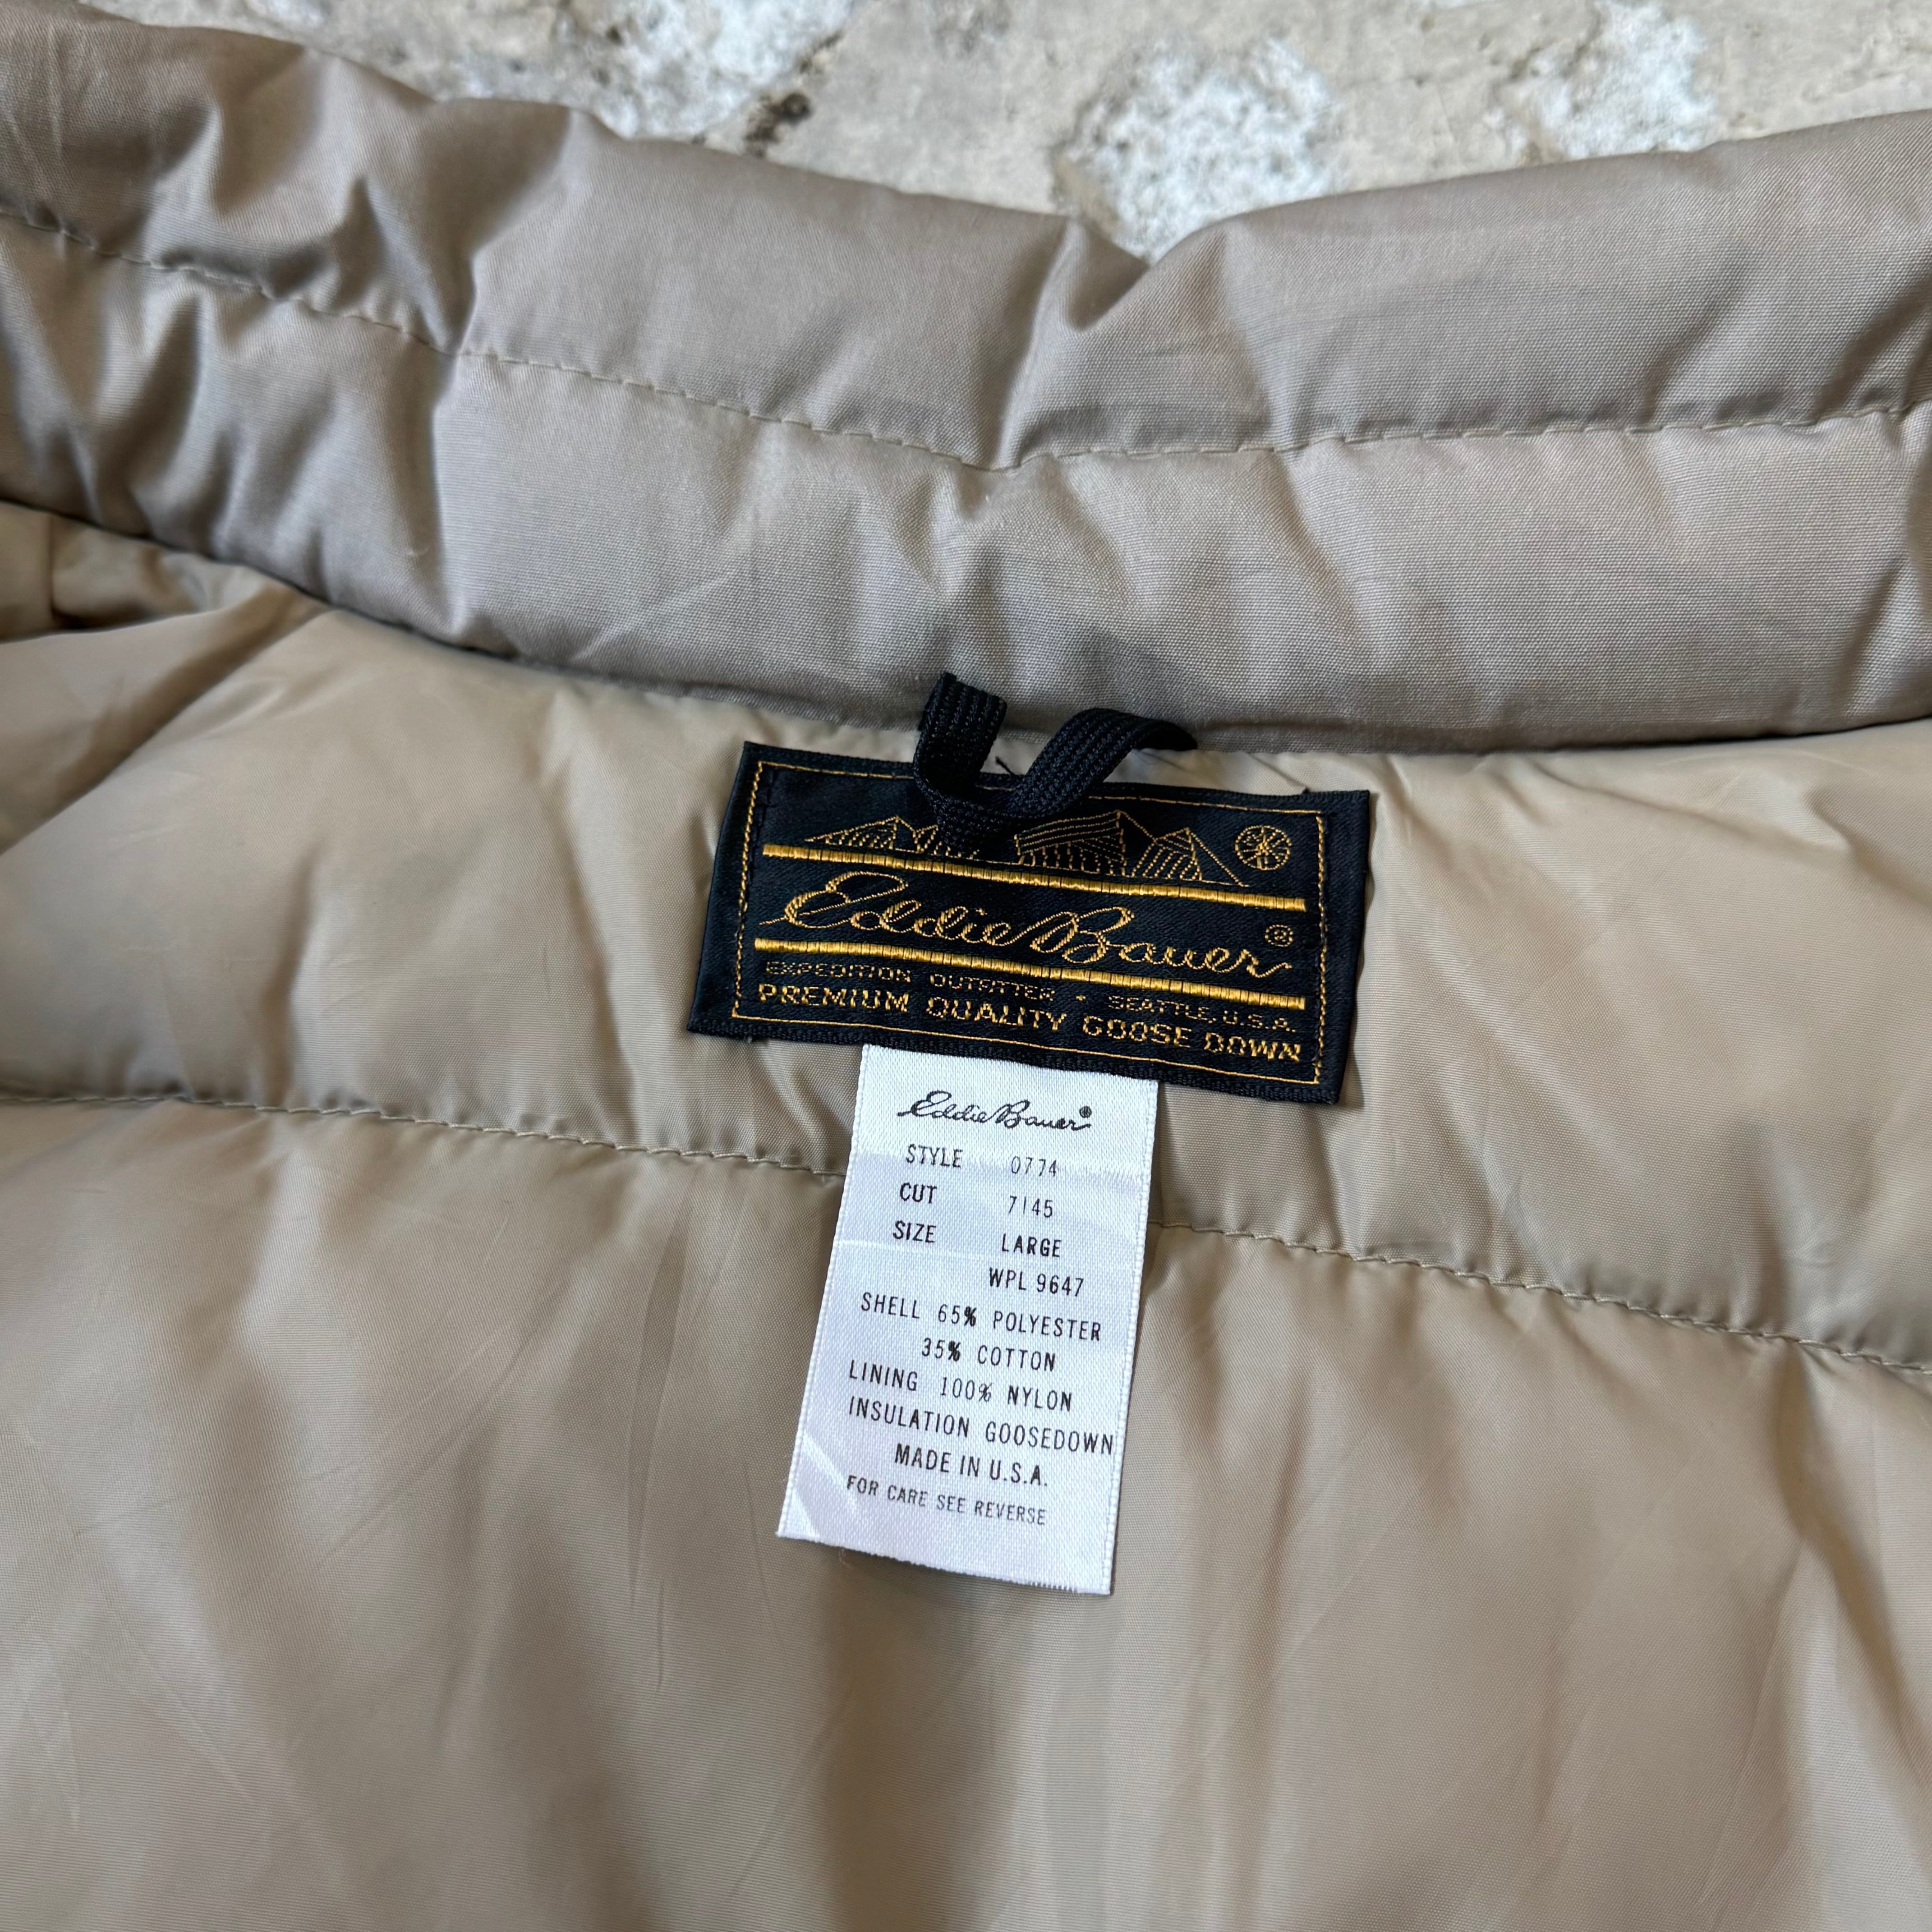 Eddie Bauer®
EXPEDITION OUTFITTER • SEATTLE, U.S.A.
PREMIUM QUALITY GOOSE DOWN
Eddie Bauer®
STYLE 0774
CUT 7145
SIZE LARGE
WPL 9647
SHELL 65% POLYESTER
35% COTTON
LINING 100% NYLON
INSULATION GOOSEDOWN
MADE IN U.S.A.
FOR CARE SEE REVERSE